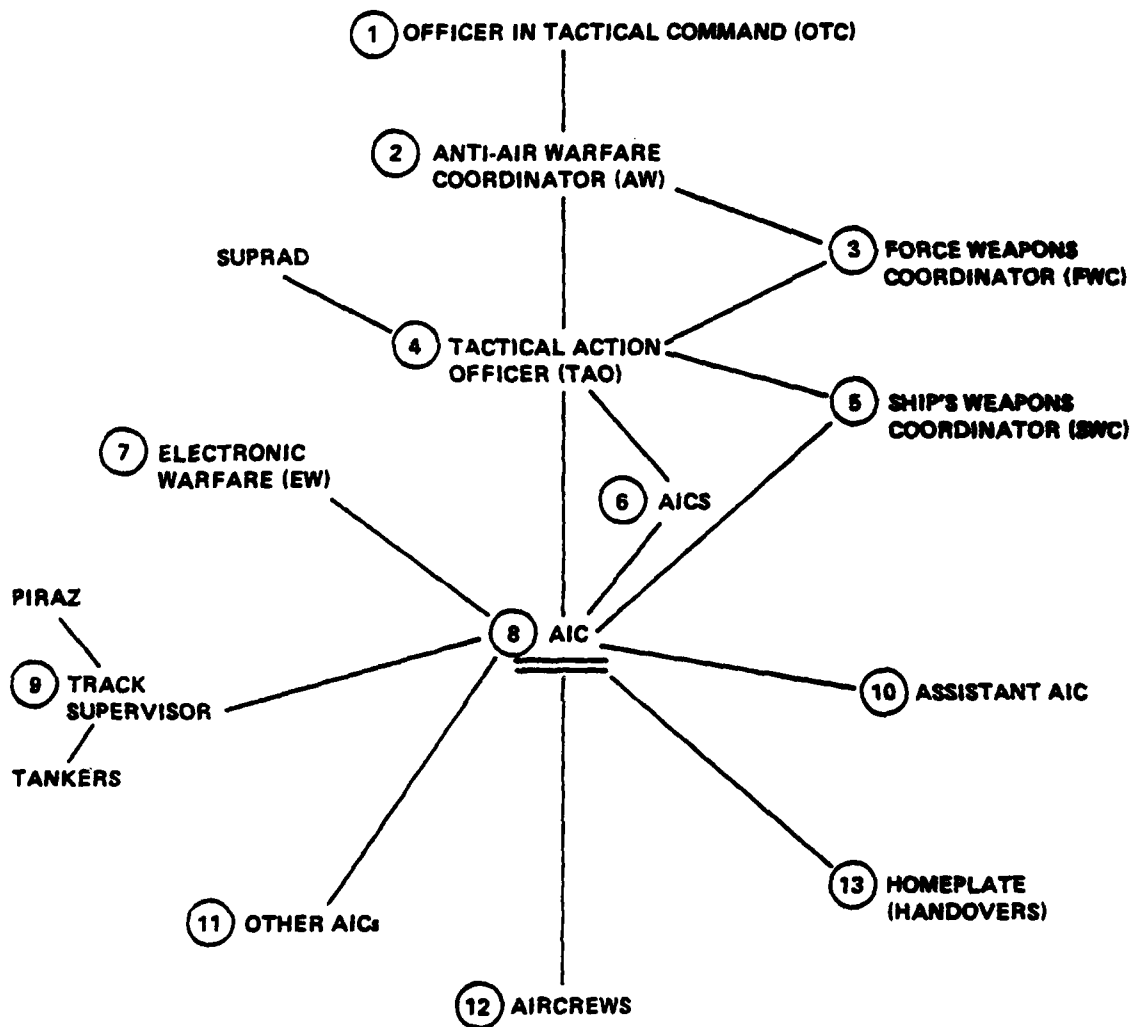 1 OFFICER IN TACTICAL COMMAND (OTC)
2 ANTI-AIR WARFARE
COORDINATOR (AW)
3 FORCE WEAPONS
COORDINATOR (FWC)
SUPRAD
4 TACTICAL ACTION
OFFICER (TAO)
5 SHIP'S WEAPONS
COORDINATOR (SWC)
7 ELECTRONIC
WARFARE (EW)
6 AICS
PIRAZ
8 AIC
9 TRACK
SUPERVISOR
10 ASSISTANT AIC
TANKERS
13 HOMEPLATE
(HANDOVERS)
11 OTHER AICs
12 AIRCREWS